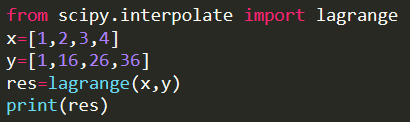 from scipy.interpolate import lagrange
x=[1,2,3,4]
y=[1,16,26,36]
res=lagrange(x,y)
print(res)